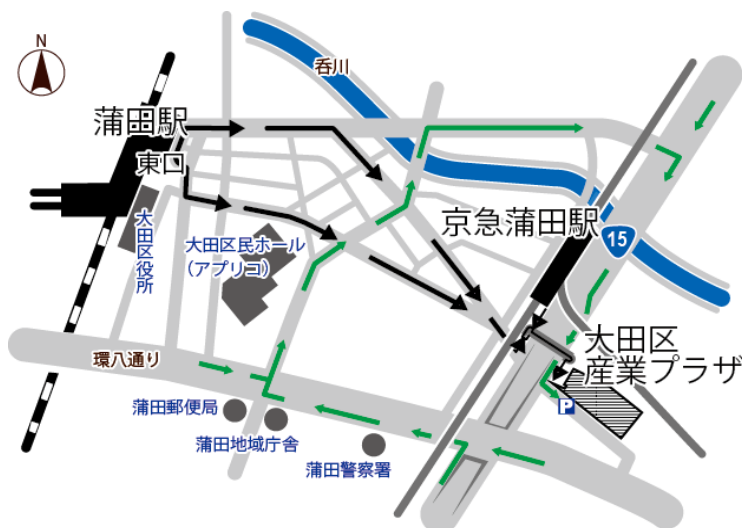 N
呑川
蒲田駅
東口
大田区役所
大田区民ホール
(アプリコ)
京急蒲田駅
15
大田区
産業プラザ
P
環八通り
蒲田郵便局
蒲田地域庁舎
蒲田警察署